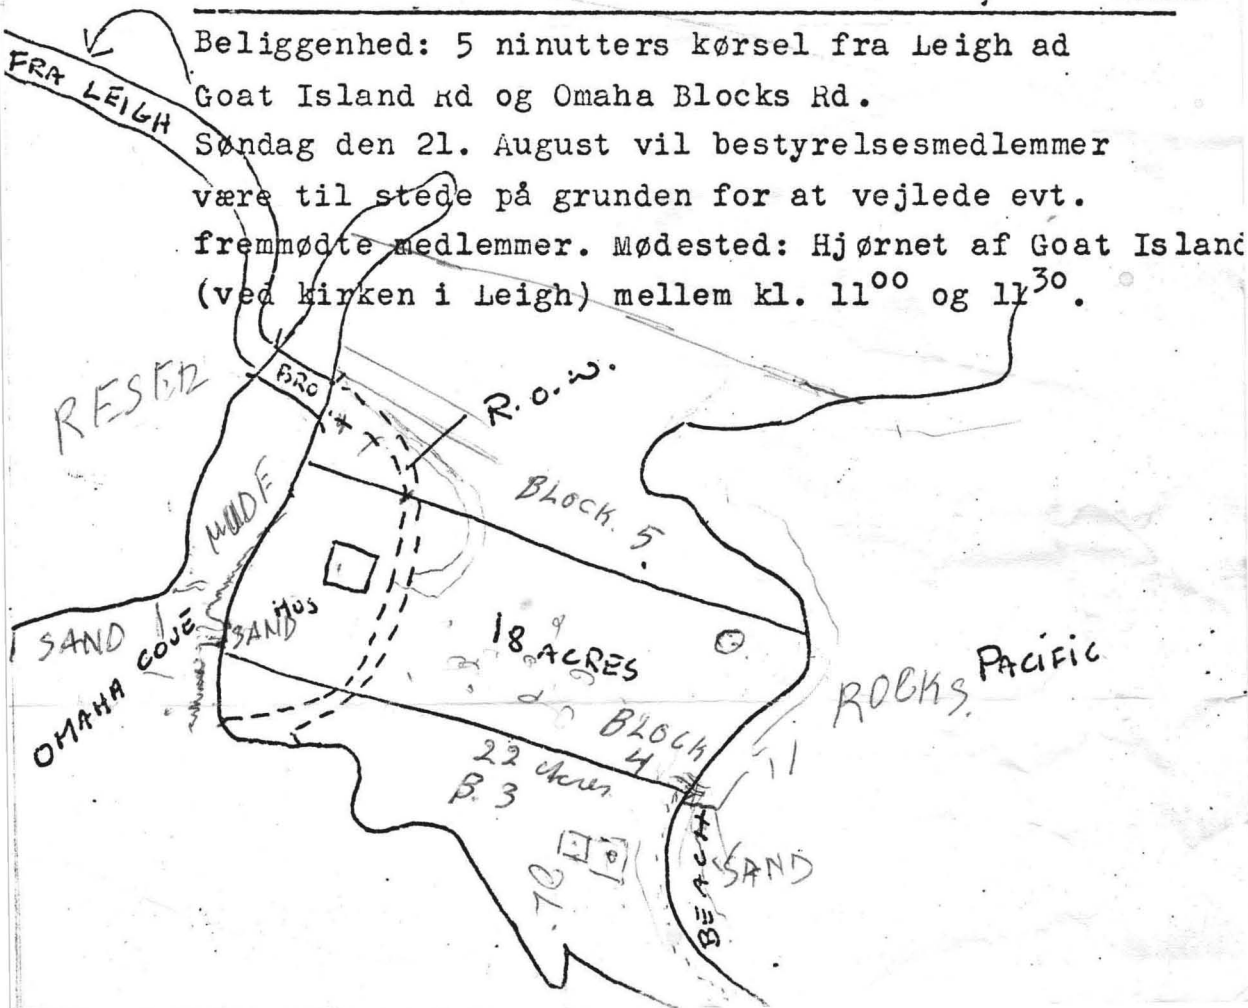 Beliggenhed: 5 ninutters kørsel fra Leigh ad
Goat Island Rd og Omaha Blocks Rd.
Søndag den 21. August vil bestyrelsesmedlemmer
være til stede på grunden for at vejlede evt.
fremmødte medlemmer. Mødested: Hjørnet af Goat Island
(ved kirken i Leigh) mellem kl. 11⁰⁰ og 11³⁰.
FRA LEIGH
BRO
R.O.W.
BLOCK 5
HUS
SAND
SAND
OMAHA COVE
18 ACRES
BLOCK
4
22 Acres
B. 3
ROCKS.
PACIFIC
BEACH
SAND